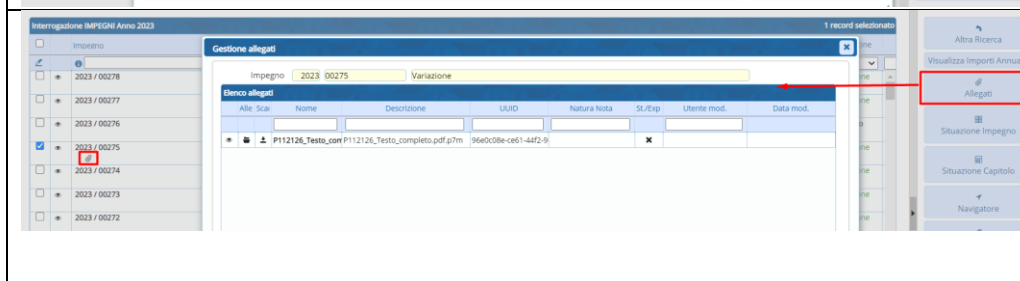 Interrogazione IMPEGNI Anno 2023
1 record selezionato
Impegno
Gestione allegati
Altra Ricerca
Visualizza Importi Annua
Allegati
Situazione Impegno
Situazione Capitolo
Navigatore
Impegno 2023 00275 Variazione
Elenco allegati
Alle Scar Nome Descrizione UUID Natura Nota St./Exp Utente mod. Data mod.
P112126_Testo_com P112126_Testo_completo.pdf.p7m 96e0c08e-ce61-44f2-9
2023 / 00278
2023 / 00277
2023 / 00276
2023 / 00275
2023 / 00274
2023 / 00273
2023 / 00272